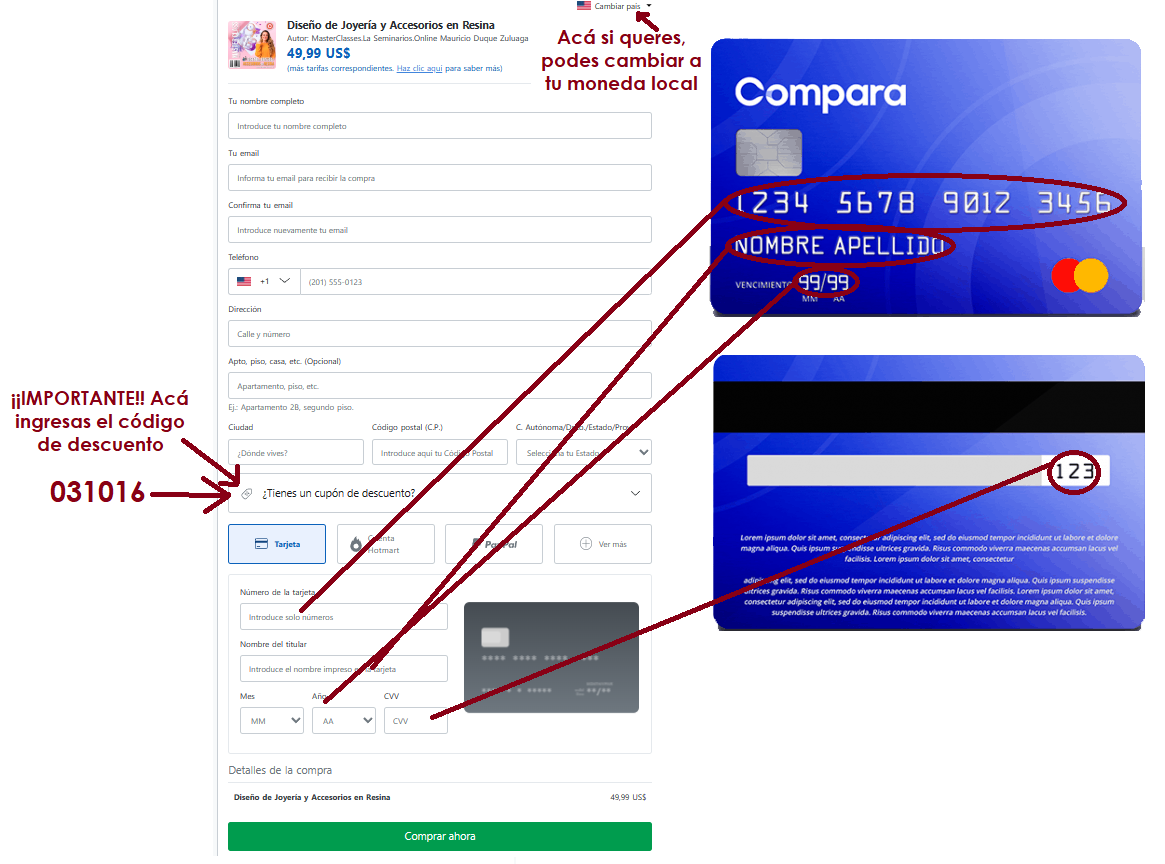 Cambiar país
Diseño de Joyería y Accesorios en Resina
Autor: MasterClasses.La Seminarios.Online Mauricio Duque Zuluaga
49,99 US$
(más tarifas correspondientes. Haz clic aquí para saber más)
Acá si queres,
podes cambiar a
tu moneda local
Tu nombre completo
Introduce tu nombre completo
Tu email
Informa tu email para recibir la compra
Confirma tu email
Introduce nuevamente tu email
Teléfono
+1
(201) 555-0123
Dirección
Calle y número
Apto, piso, casa, etc. (Opcional)
Apartamento, piso, etc.
Ej.: Apartamento 2B, segundo piso.
Ciudad
Código postal (C.P.)
C. Autónoma/Dpto./Estado/Prov.
¿Dónde vives?
Introduce aquí tu Código Postal
Selecciona tu Estado
¡¡IMPORTANTE!! Acá
ingresas el código
de descuento
031016
¿Tienes un cupón de descuento?
Tarjeta
Cuenta
Hotmart
PayPal
Ver más
Número de la tarjeta
Introduce solo números
Nombre del titular
Introduce el nombre impreso en la tarjeta
Mes
Año
CVV
MM
AA
CVV
Detalles de la compra
Diseño de Joyería y Accesorios en Resina
49,99 US$
Comprar ahora
Compara
1234 5678 9012 3456
NOMBRE APELLIDO
VENCIMIENTO 99/99
MM AA
123
Lorem ipsum dolor sit amet, consectetur adipiscing elit, sed do eiusmod tempor incididunt ut labore et dolore
magna aliqua. Quis ipsum suspendisse ultrices gravida. Risus commodo viverra maecenas accumsan lacus vel
facilisis. Lorem ipsum dolor sit amet, consectetur
adipiscing elit, sed do eiusmod tempor incididunt ut labore et dolore magna aliqua. Quis ipsum suspendisse
ultrices gravida. Risus commodo viverra maecenas accumsan lacus vel facilisis. Lorem ipsum dolor sit amet,
consectetur adipiscing elit, sed do eiusmod tempor incididunt ut labore et dolore magna aliqua. Quis ipsum
suspendisse ultrices gravida. Risus commodo viverra maecenas accumsan lacus vel facilisis.